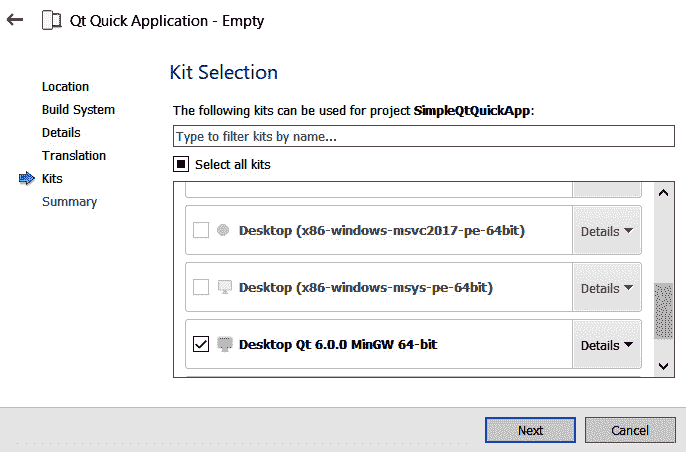 Qt Quick Application - Empty
Location
Build System
Details
Translation
Kits
Summary
Kit Selection
The following kits can be used for project SimpleQtQuickApp:
Type to filter kits by name...
Select all kits
Desktop (x86-windows-msvc2017-pe-64bit)
Details
Desktop (x86-windows-msys-pe-64bit)
Details
Desktop Qt 6.0.0 MinGW 64-bit
Details
Next
Cancel